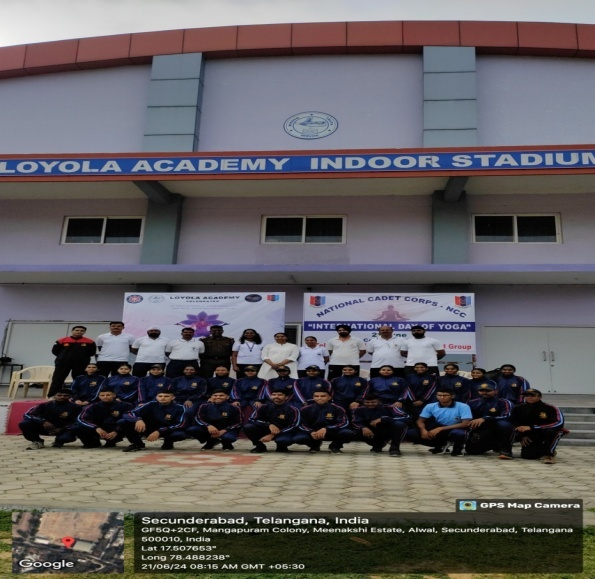 LOYOLA ACADEMY INDOOR STADIUM
LOYOLA ACADEMY
CELEBRATES
NATIONAL CADET CORPS - NCC
"INTERNATIONAL DAY OF YOGA"
Group
GPS Map Camera
Secunderabad, Telangana, India
GF5Q+2CF, Mangapuram Colony, Meenakshi Estate, Alwal, Secunderabad, Telangana
500010, India
Lat 17.507653°
Long 78.488238°
21/06/24 08:15 AM GMT +05:30
Google